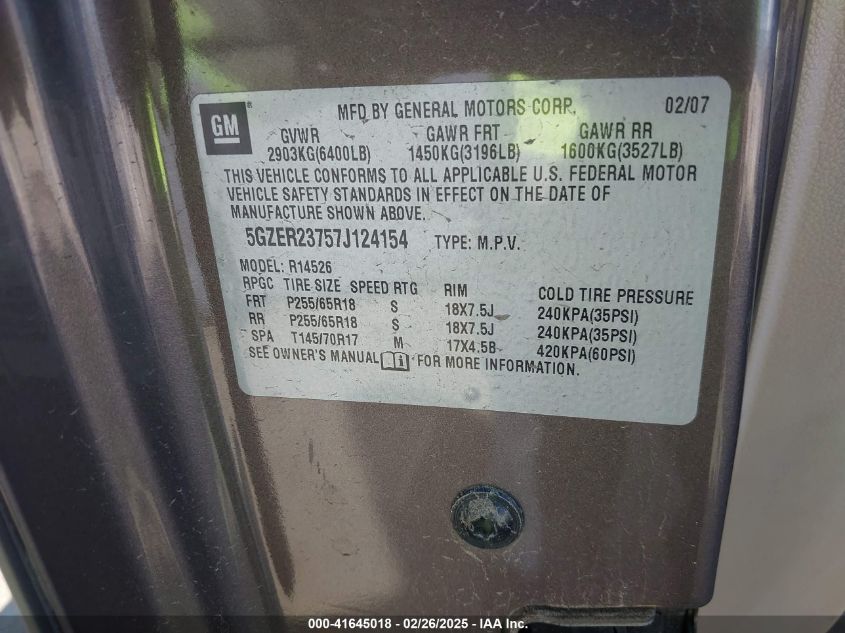 GM ® MFD BY GENERAL MOTORS CORP. 02/07
GVWR GAWR FRT GAWR RR
2903KG(6400LB) 1450KG(3196LB) 1600KG(3527LB)
THIS VEHICLE CONFORMS TO ALL APPLICABLE U.S. FEDERAL MOTOR
VEHICLE SAFETY STANDARDS IN EFFECT ON THE DATE OF
MANUFACTURE SHOWN ABOVE.
5GZER23757J124154 TYPE: M.P.V.
MODEL: R14526
RPGC TIRE SIZE SPEED RTG RIM COLD TIRE PRESSURE
FRT P255/65R18 S 18X7.5J 240KPA(35PSI)
RR P255/65R18 S 18X7.5J 240KPA(35PSI)
SPA T145/70R17 M 17X4.5B 420KPA(60PSI)
SEE OWNER'S MANUAL FOR MORE INFORMATION.
000-41645018 - 02/26/2025 - IAA Inc.